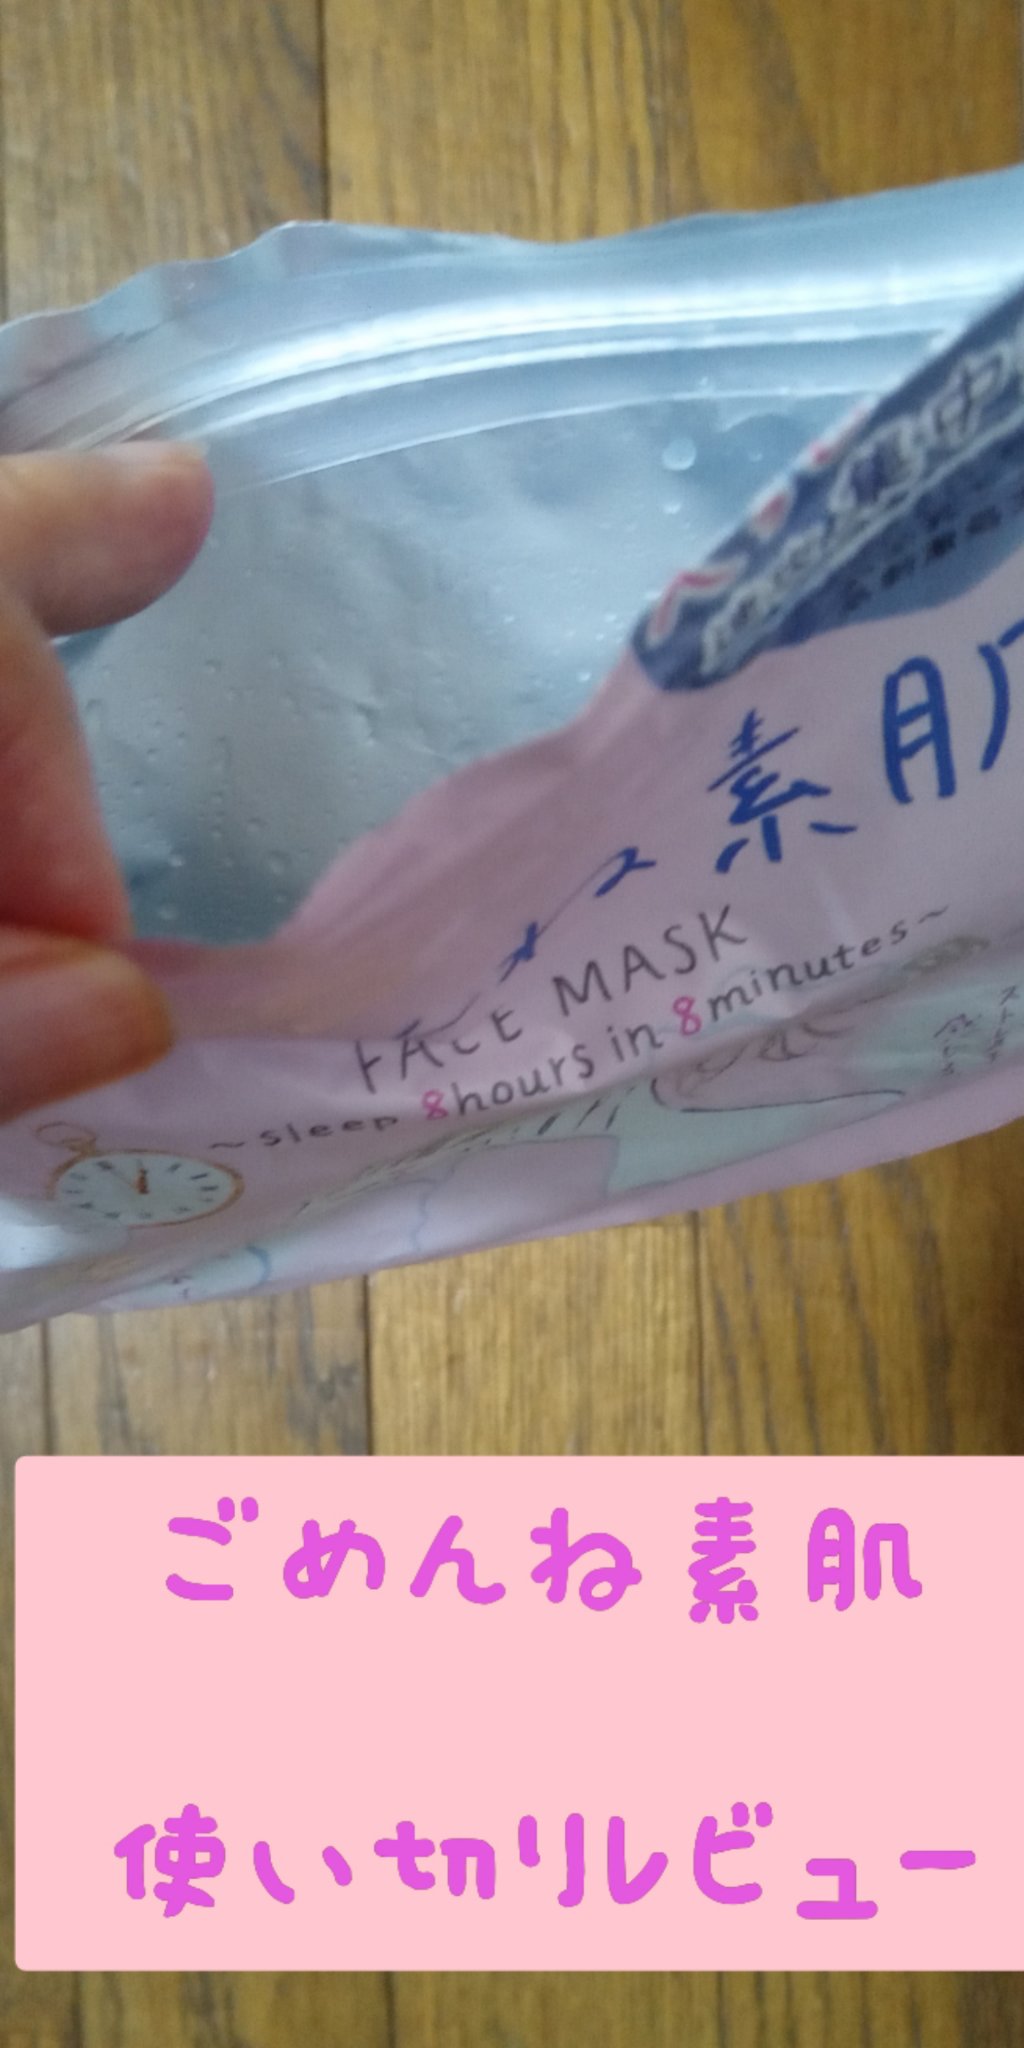 素肌
FACE MASK
~sleep 8hours in 8minutes~
ごめんね素肌
使い切りレビュー